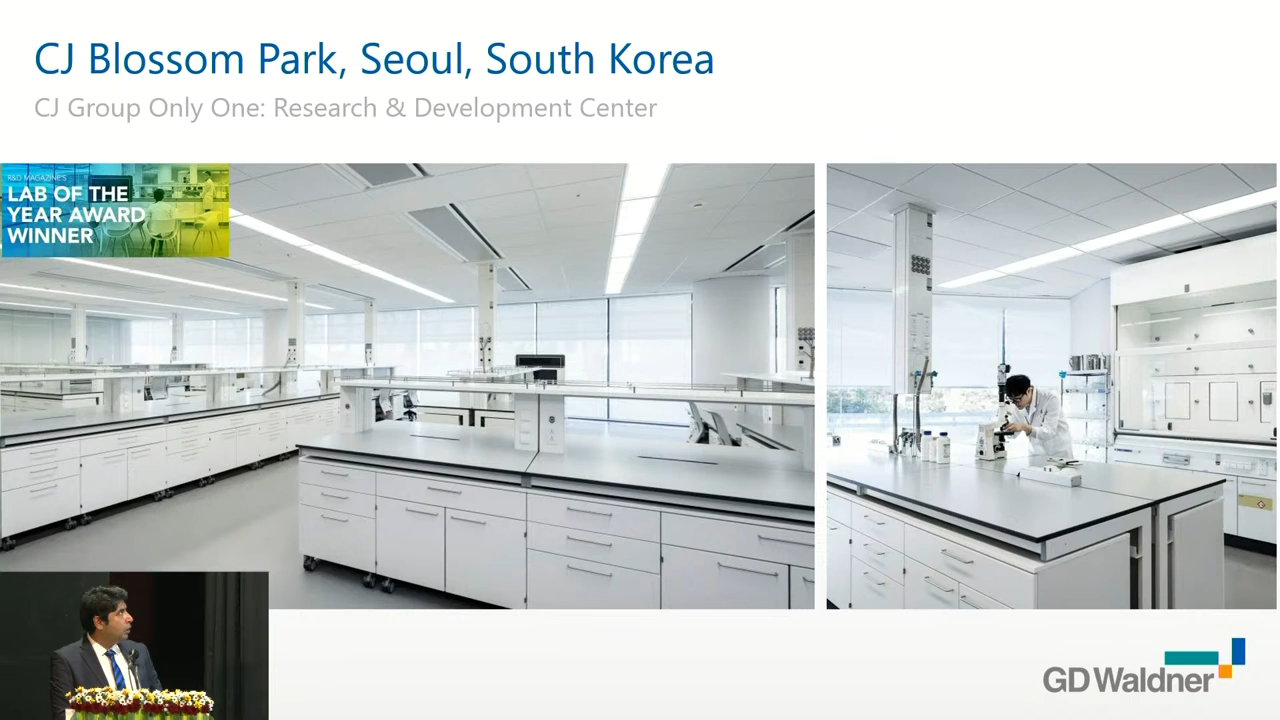 CJ Blossom Park, Seoul, South Korea
CJ Group Only One: Research & Development Center
R&D MAGAZINE'S
LAB OF THE
YEAR AWARD
WINNER
GD Waldner